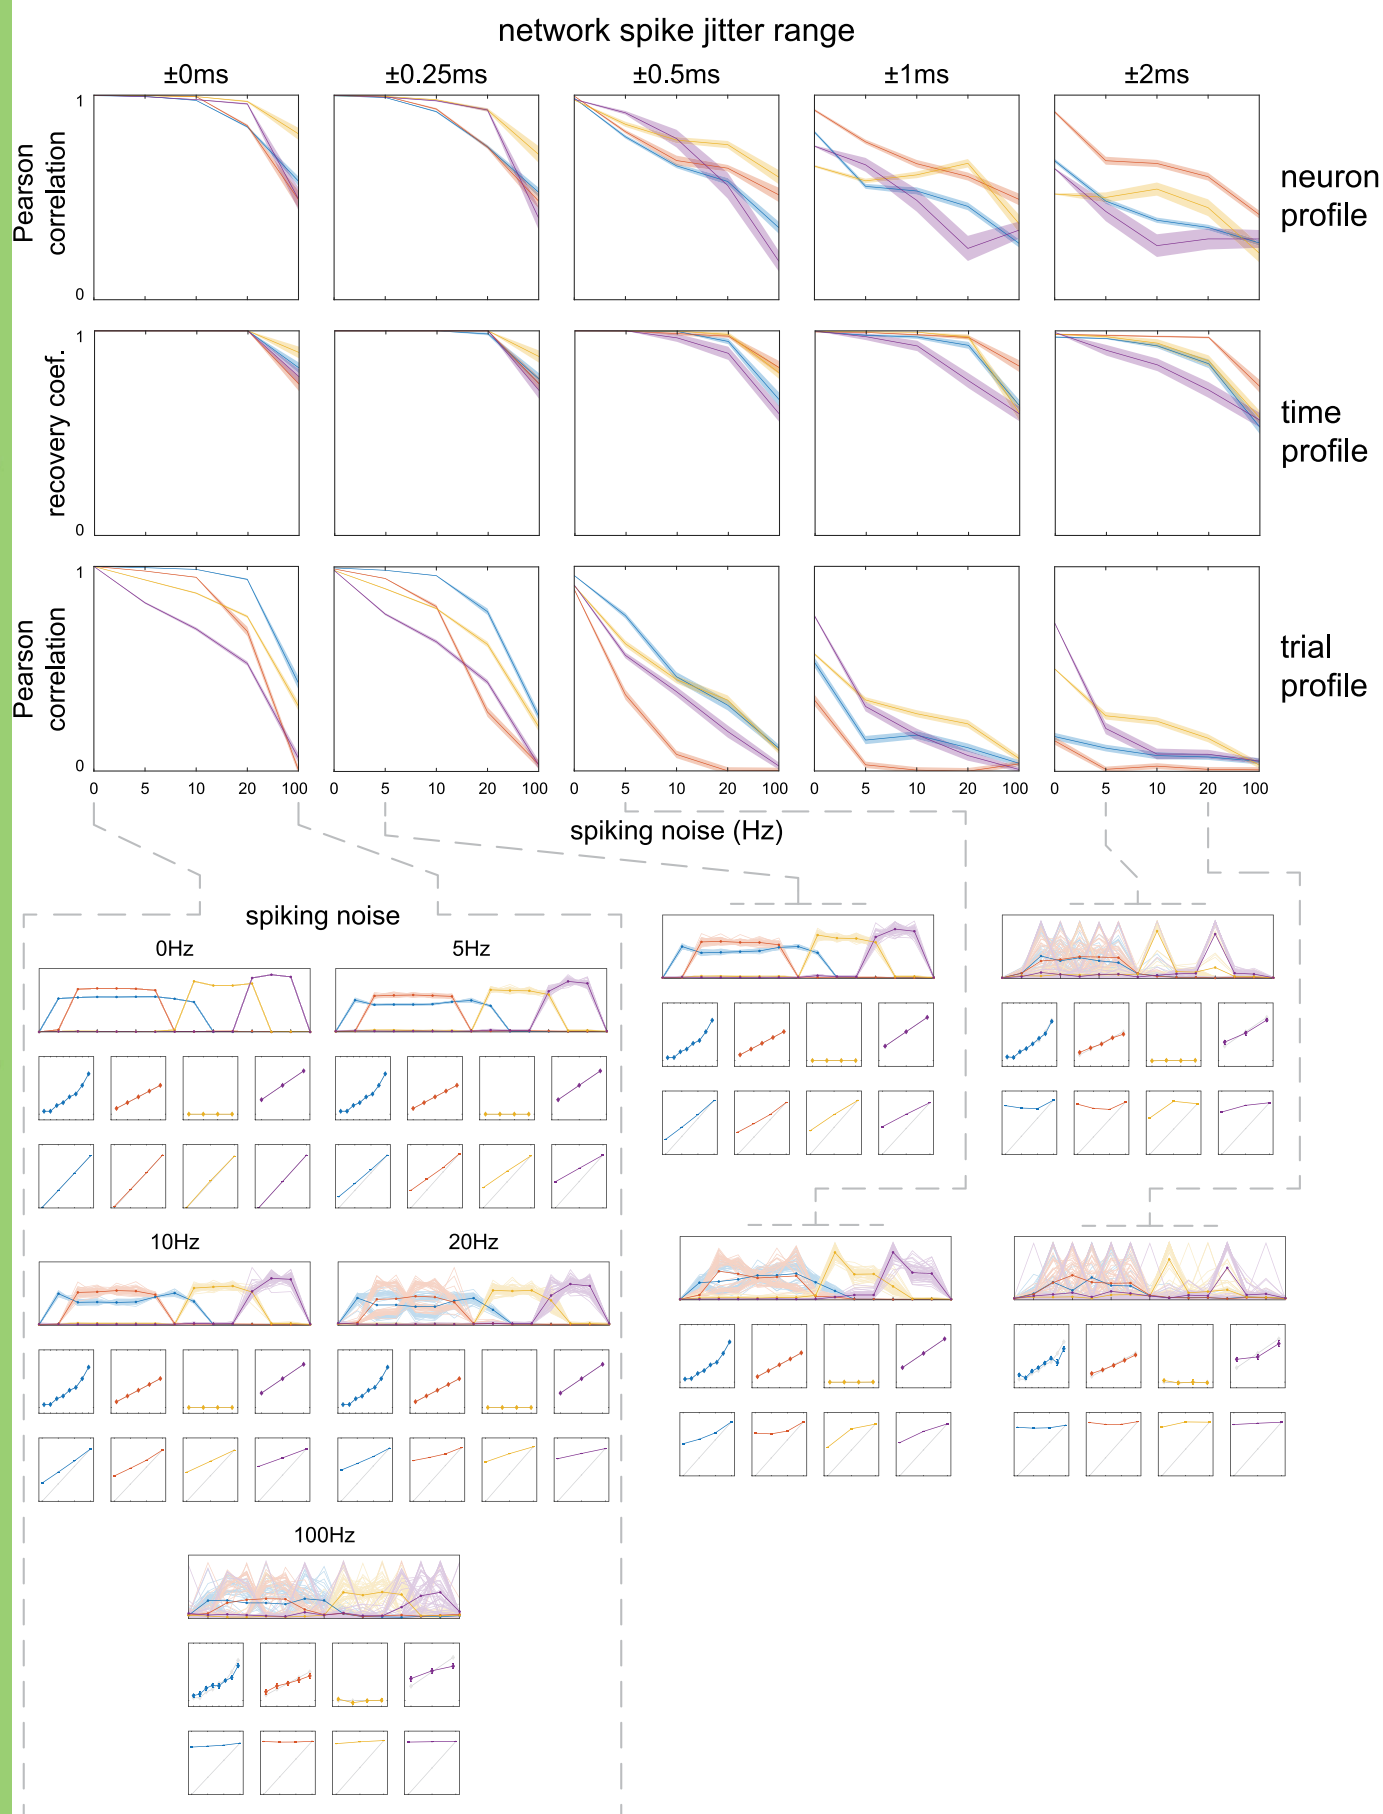 network spike jitter range
±0ms ±0.25ms ±0.5ms ±1ms ±2ms
1
0
Pearson
correlation
neuron
profile
1
0
recovery coef.
time
profile
1
0
Pearson
correlation
trial
profile
0 5 10 20 100 0 5 10 20 100 0 5 10 20 100 0 5 10 20 100 0 5 10 20 100
spiking noise (Hz)
spiking noise
0Hz 5Hz
10Hz 20Hz
100Hz